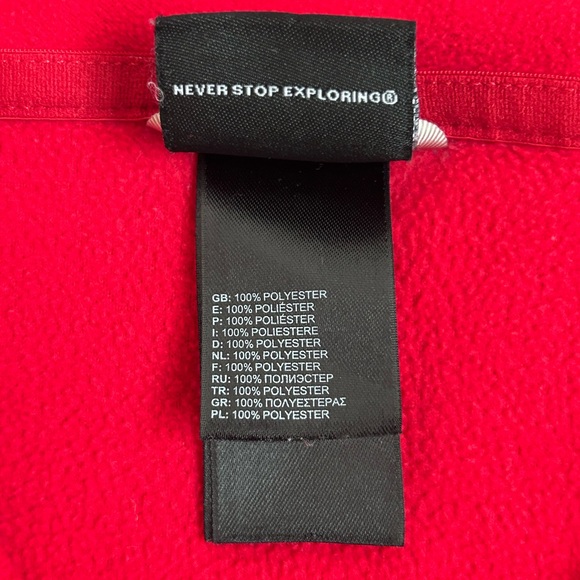 NEVER STOP EXPLORING®
GB: 100% POLYESTER
E: 100% POLIÉSTER
P: 100% POLIÉSTER
I: 100% POLIESTERE
D: 100% POLYESTER
NL: 100% POLYESTER
F: 100% POLYESTER
RU: 100% ПОЛИЭСТЕР
TR: 100% POLYESTER
GR: 100% ΠΟΛΥΕΣΤΕΡΑΣ
PL: 100% POLYESTER